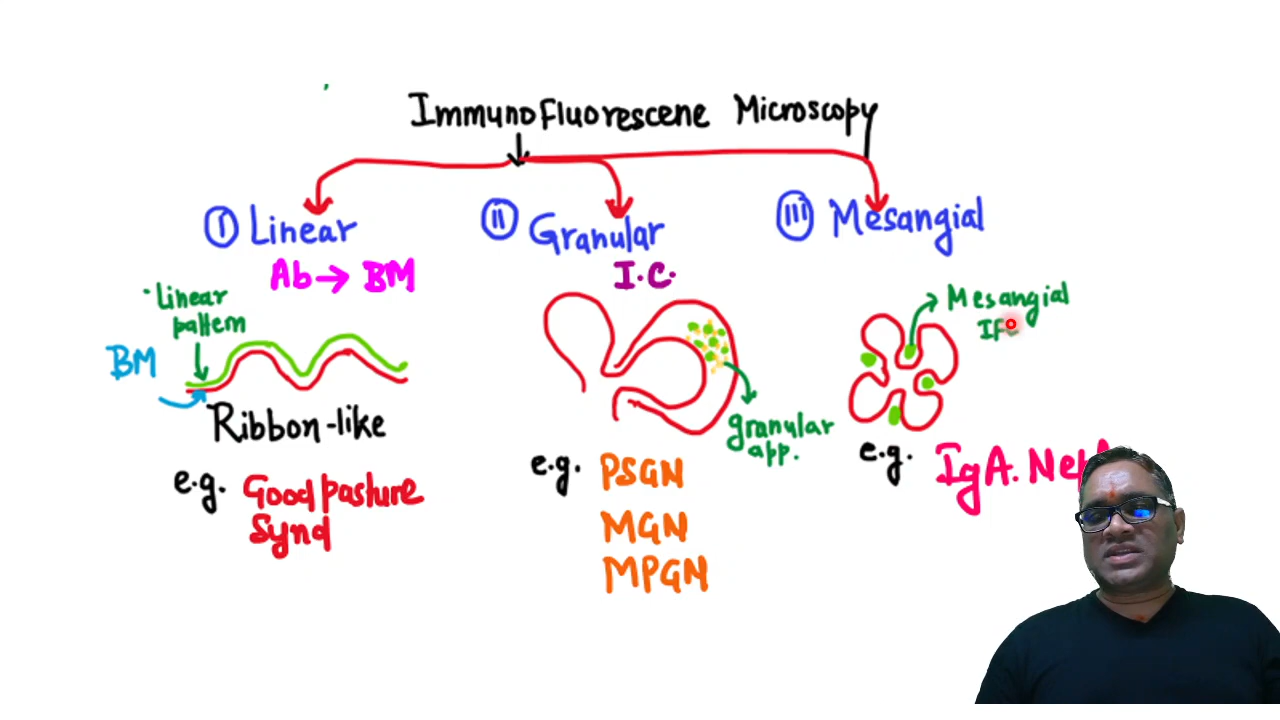 ImmunoFluorescene Microscopy
(i) Linear
Ab → BM
Linear
pattern
BM
Ribbon-like
e.g. Good pasture
Synd
(ii) Granular
I.C.
granular
app.
e.g. PSGN
MGN
MPGN
(iii) Mesangial
Mesangial
e.g. IgA.